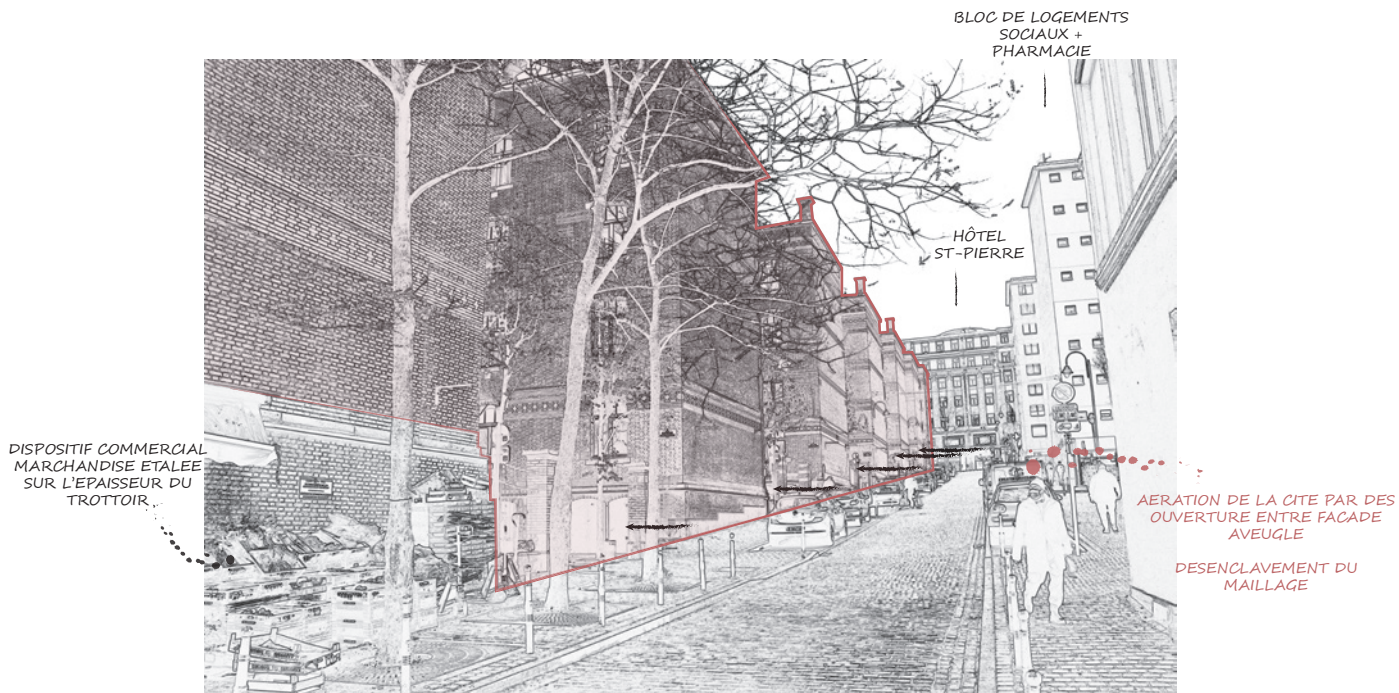 BLOC DE LOGEMENTS
SOCIAUX +
PHARMACIE
HÔTEL
ST-PIERRE
DISPOSITIF COMMERCIAL
MARCHANDISE ETALEE
SUR L'EPAISSEUR DU
TROTTOIR
AERATION DE LA CITE PAR DES
OUVERTURE ENTRE FACADE
AVEUGLE
DESENCLAVEMENT DU
MAILLAGE